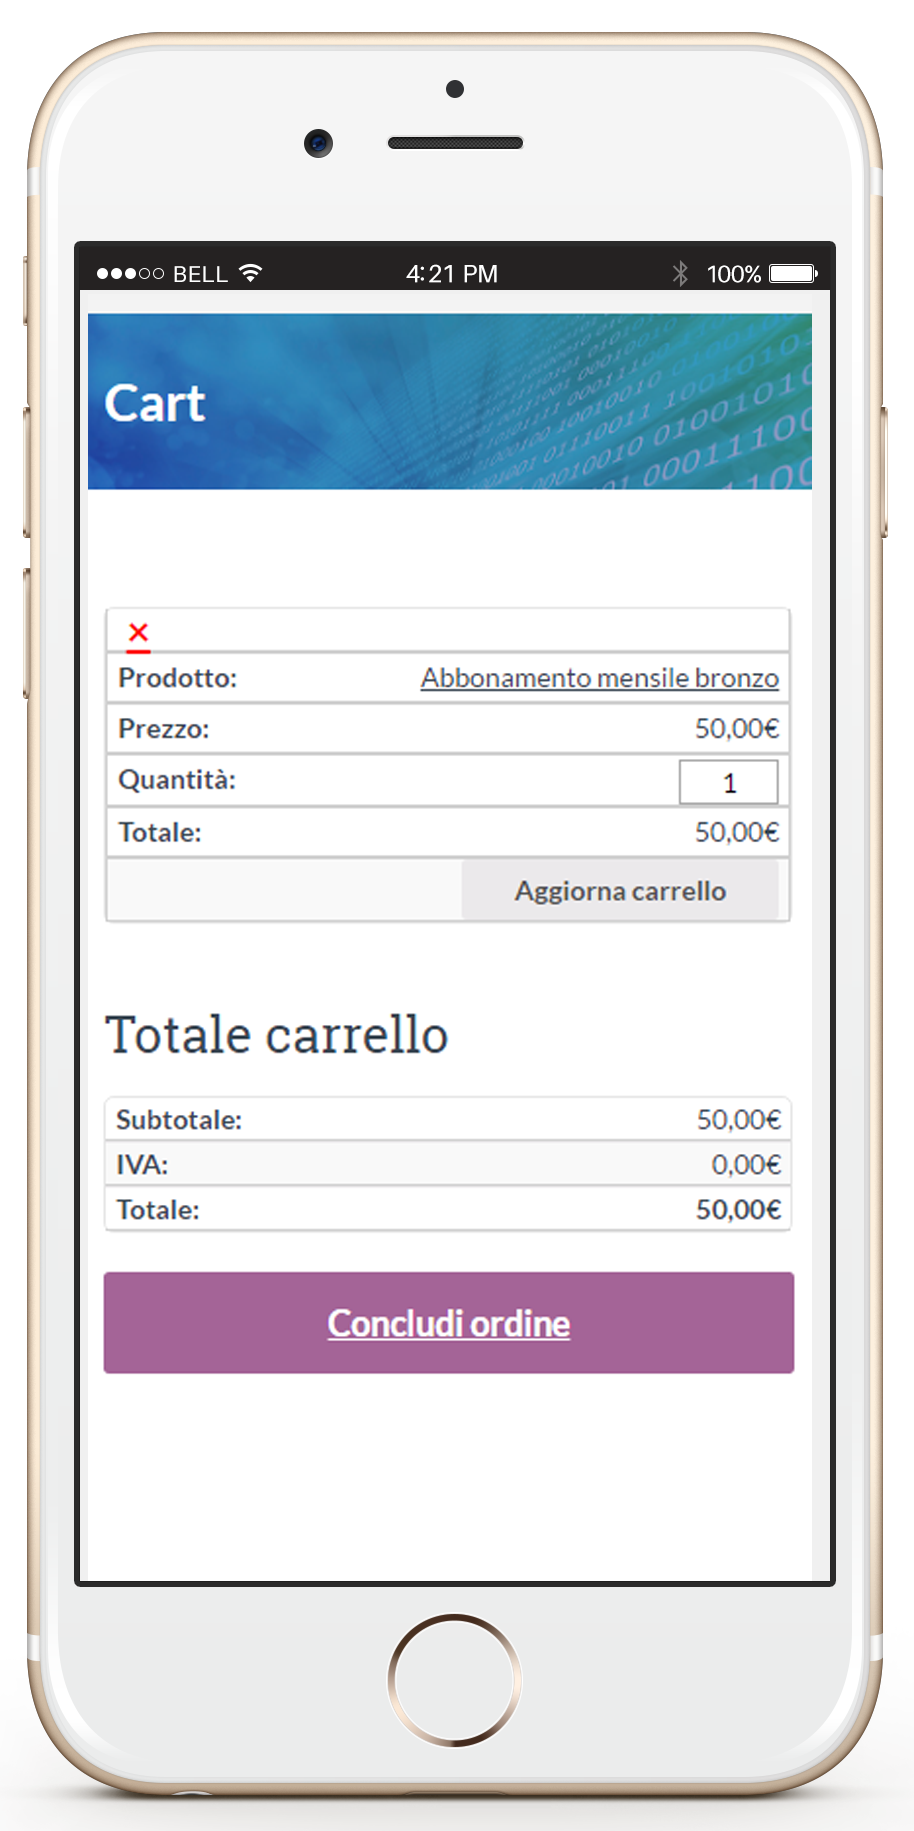 BELL 4:21 PM 100%
Cart
×
Prodotto: Abbonamento mensile bronzo
Prezzo: 50,00€
Quantità: 1
Totale: 50,00€
Aggiorna carrello
Totale carrello
Subtotale: 50,00€
IVA: 0,00€
Totale: 50,00€
Concludi ordine